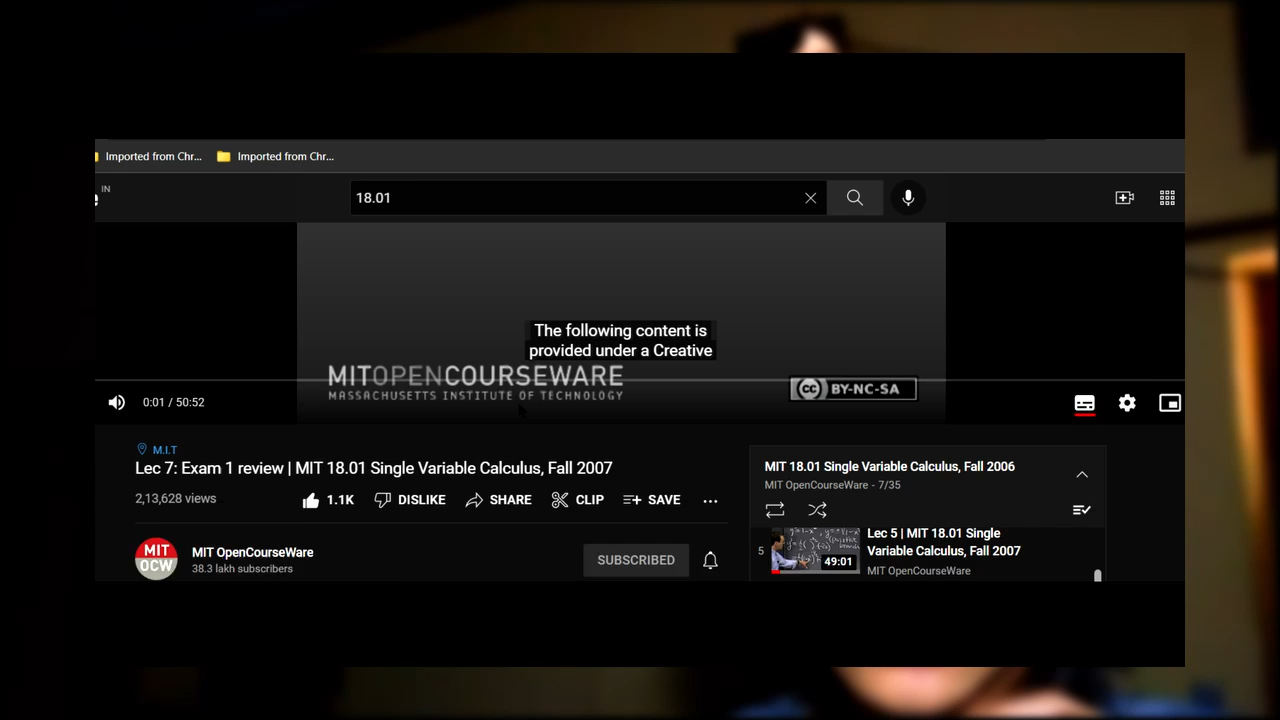 Imported from Chr... Imported from Chr...
IN
18.01
The following content is
provided under a Creative
MITOPENCOURSEWARE
MASSACHUSETTS INSTITUTE OF TECHNOLOGY
cc BY-NC-SA
0:01 / 50:52
M.I.T
Lec 7: Exam 1 review | MIT 18.01 Single Variable Calculus, Fall 2007
2,13,628 views
1.1K DISLIKE SHARE CLIP SAVE ...
MIT
OCW
MIT OpenCourseWare
38.3 lakh subscribers
SUBSCRIBED
MIT 18.01 Single Variable Calculus, Fall 2006
MIT OpenCourseWare - 7/35
5
49:01
Lec 5 | MIT 18.01 Single
Variable Calculus, Fall 2007
MIT OpenCourseWare